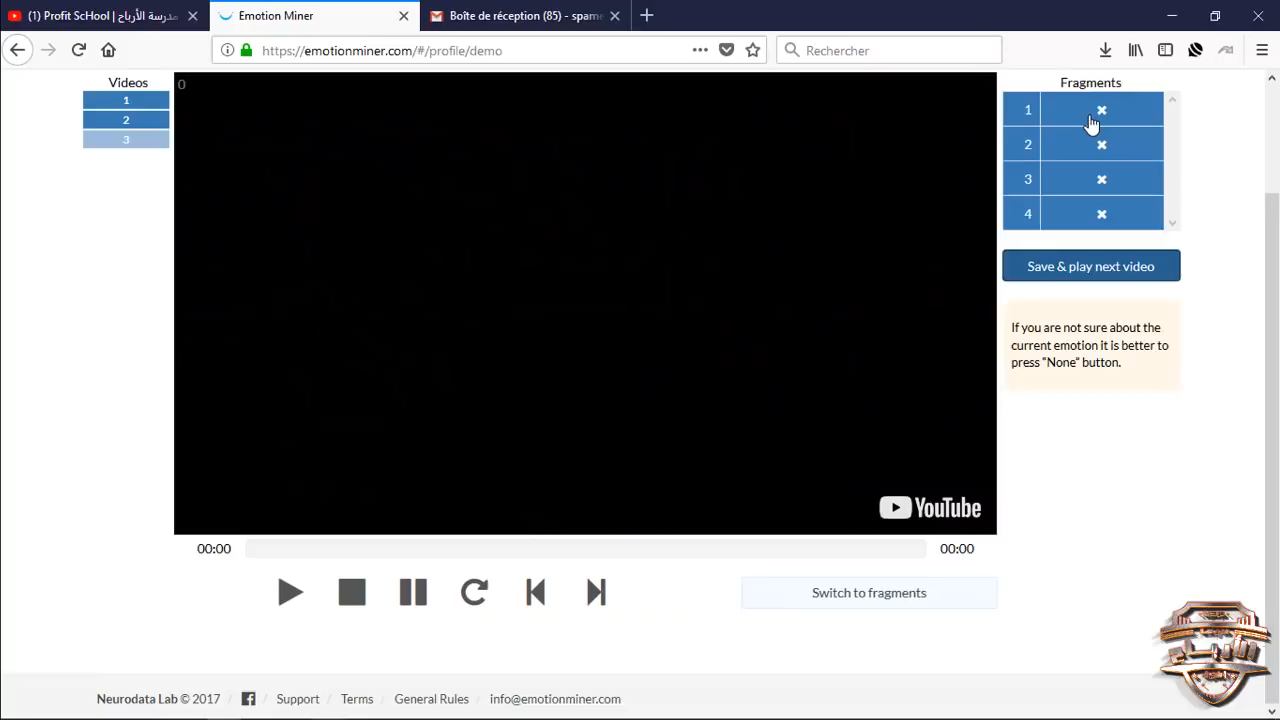 (1) Profit ScHool | مدرسة الأرباح
Emotion Miner
Boîte de réception (85) - spame
https://emotionminer.com/#/profile/demo
Rechercher
Videos
1
2
3
0
Fragments
1
2
3
4
Save & play next video
If you are not sure about the
current emotion it is better to
press "None" button.
YouTube
00:00
00:00
Switch to fragments
Neurodata Lab © 2017 / / Support / Terms / General Rules / info@emotionminer.com